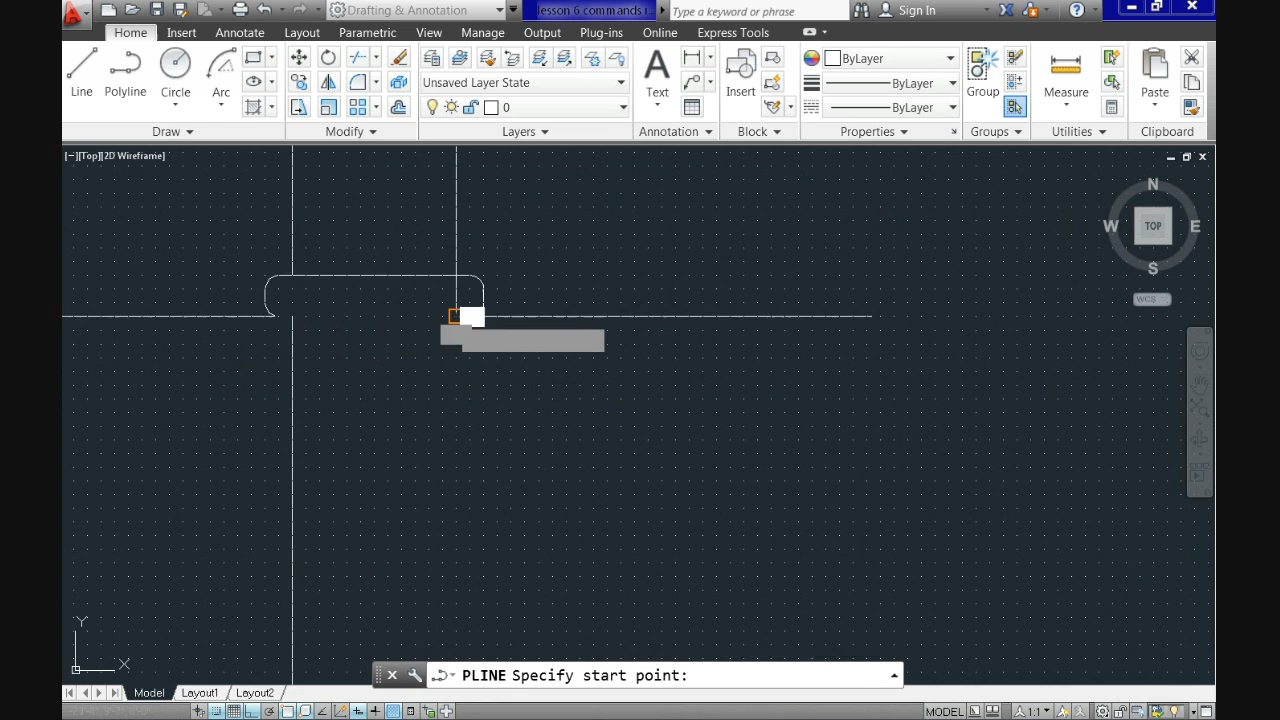 Drafting & Annotation
lesson 6 commands
Type a keyword or phrase
Sign In
Home Insert Annotate Layout Parametric View Manage Output Plug-ins Online Express Tools
Line Polyline Circle Arc
Draw
Modify
Unsaved Layer State
0
Layers
Text
Annotation
Insert
Block
ByLayer
ByLayer
ByLayer
Properties
Group
Groups
Measure
Utilities
Paste
Clipboard
[−][Top][2D Wireframe]
N
W TOP E
S
WCS
Y
X
PLINE Specify start point:
Model Layout1 Layout2
MODEL 1:1